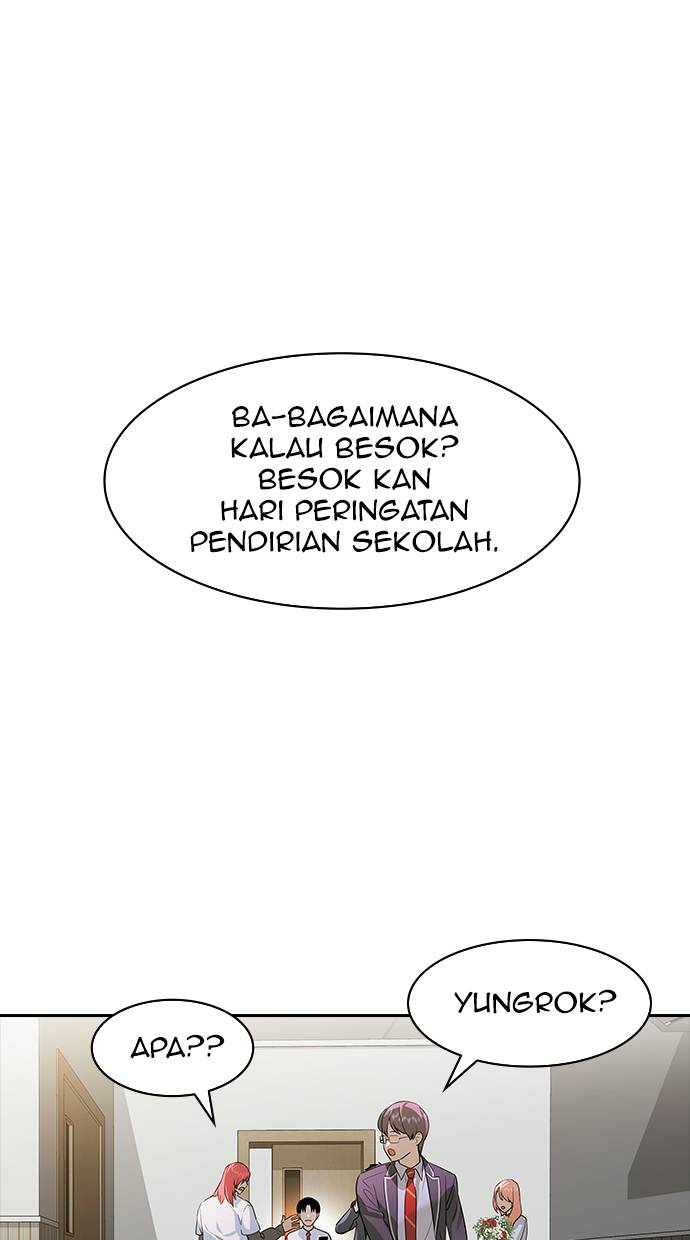 BA-BAGAIMANA
KALAU BESOK?
BESOK KAN
HARI PERINGATAN
PENDIRIAN SEKOLAH.
YUNGROK?
APA??